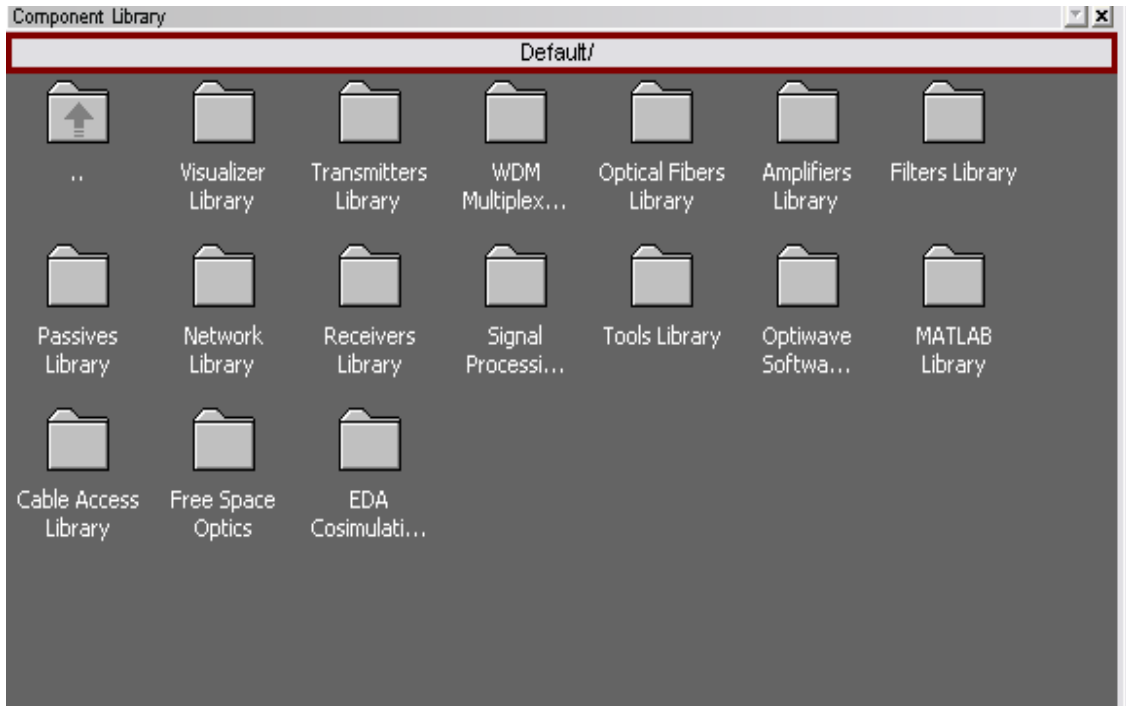 Component Library
Default/
..
Visualizer
Library
Transmitters
Library
WDM
Multiplex...
Optical Fibers
Library
Amplifiers
Library
Filters Library
Passives
Library
Network
Library
Receivers
Library
Signal
Processi...
Tools Library
Optiwave
Softwa...
MATLAB
Library
Cable Access
Library
Free Space
Optics
EDA
Cosimulati...